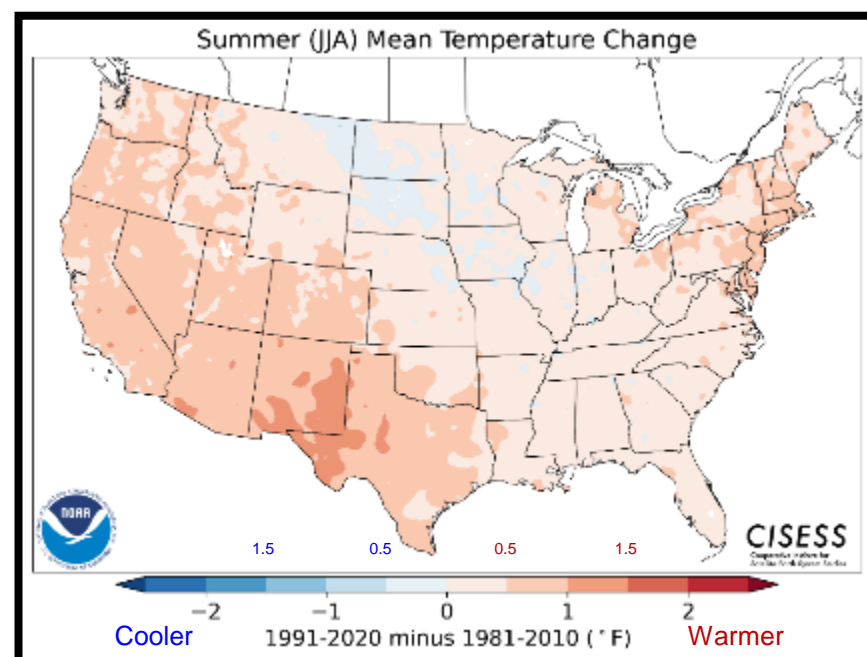 Summer (JJA) Mean Temperature Change
NOAA
CISESS
1.5 0.5 0.5 1.5
−2 −1 0 1 2
Cooler 1991-2020 minus 1981-2010 (°F) Warmer